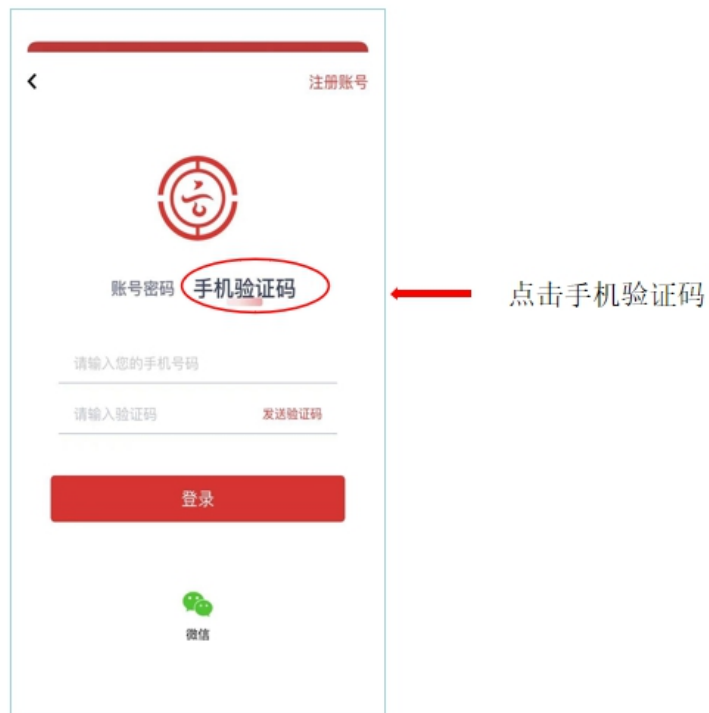 注册账号
账号密码 手机验证码
点击手机验证码
请输入您的手机号码
请输入验证码 发送验证码
登录
微信